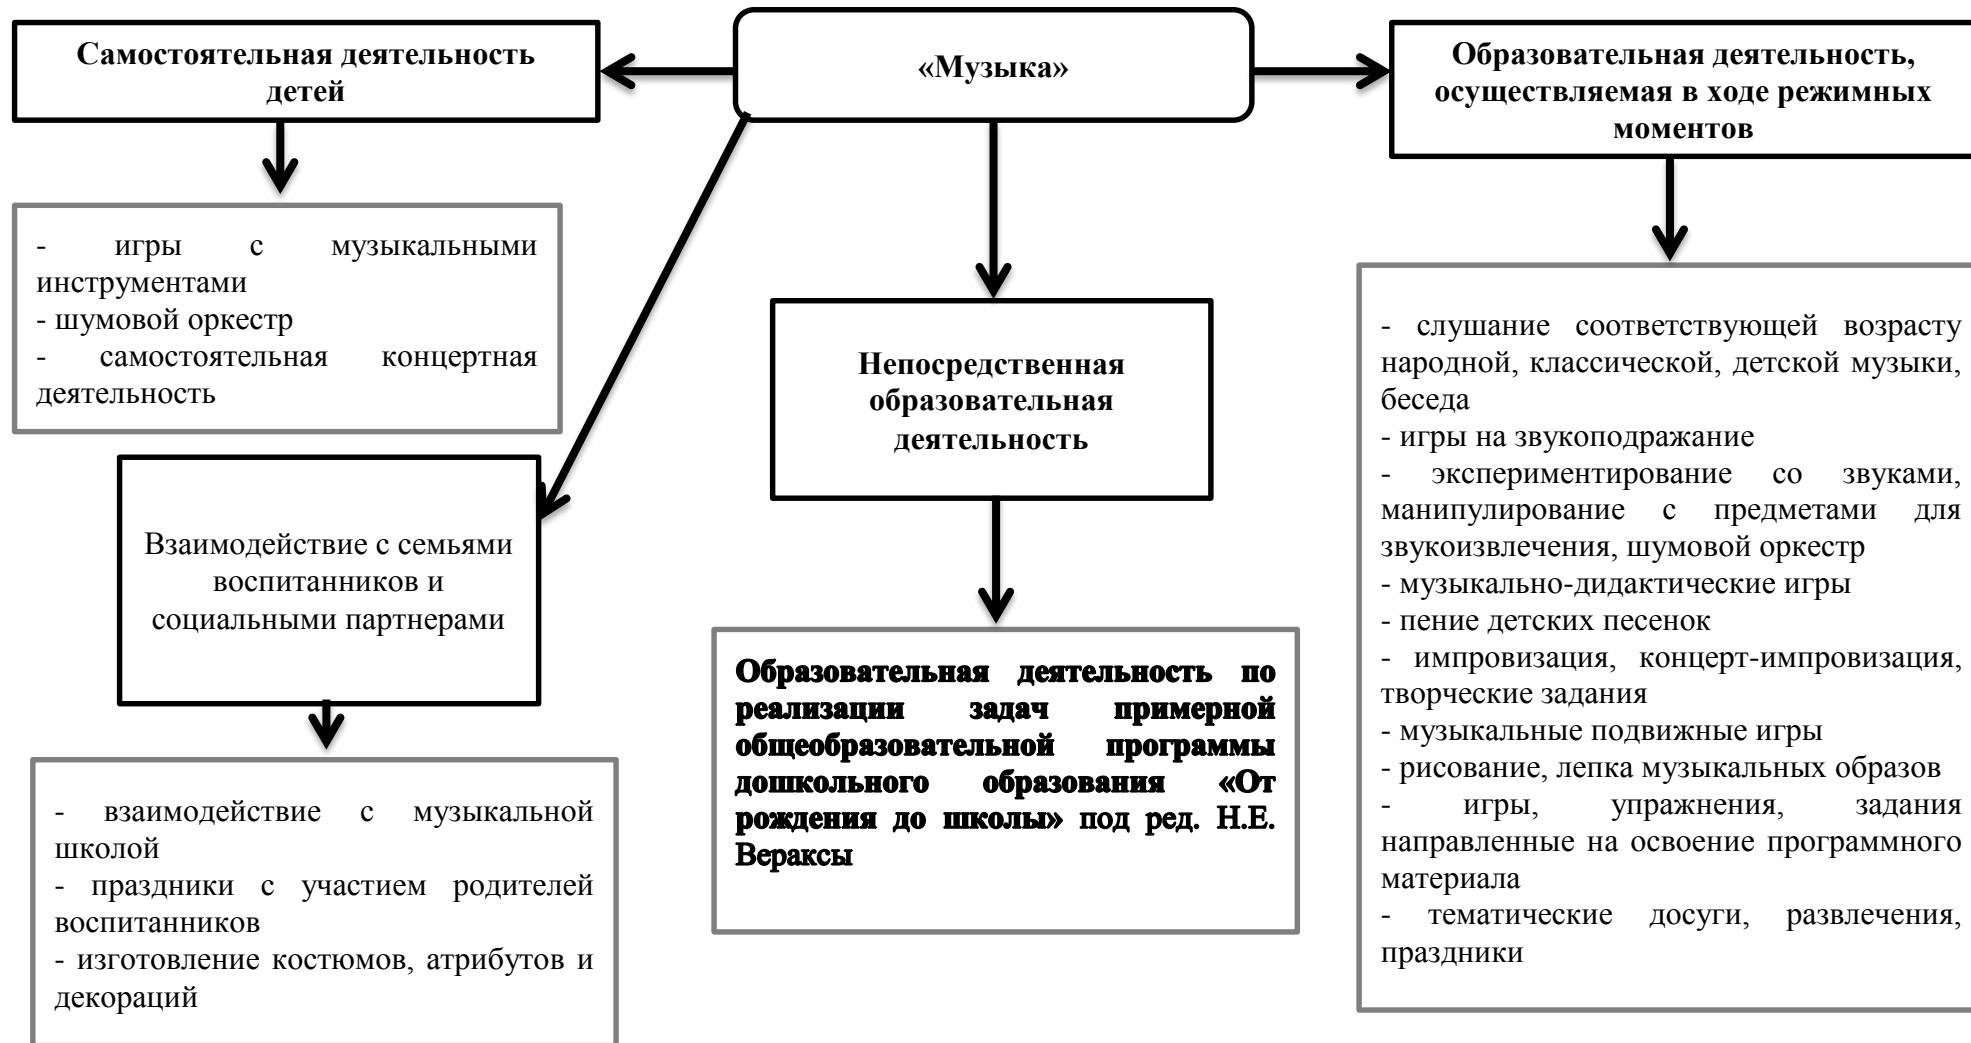 Самостоятельная деятельность
детей
«Музыка»
Образовательная деятельность,
осуществляемая в ходе режимных
моментов
- игры с музыкальными
инструментами
- шумовой оркестр
- самостоятельная концертная
деятельность
Взаимодействие с семьями
воспитанников и
социальными партнерами
- взаимодействие с музыкальной
школой
- праздники с участием родителей
воспитанников
- изготовление костюмов, атрибутов и
декораций
Непосредственная
образовательная
деятельность
Образовательная деятельность по
реализации задач примерной
общеобразовательной программы
дошкольного образования «От
рождения до школы» под ред. Н.Е.
Вераксы
- слушание соответствующей возрасту
народной, классической, детской музыки,
беседа
- игры на звукоподражание
- экспериментирование со звуками,
манипулирование с предметами для
звукоизвлечения, шумовой оркестр
- музыкально-дидактические игры
- пение детских песенок
- импровизация, концерт-импровизация,
творческие задания
- музыкальные подвижные игры
- рисование, лепка музыкальных образов
- игры, упражнения, задания
направленные на освоение программного
материала
- тематические досуги, развлечения,
праздники